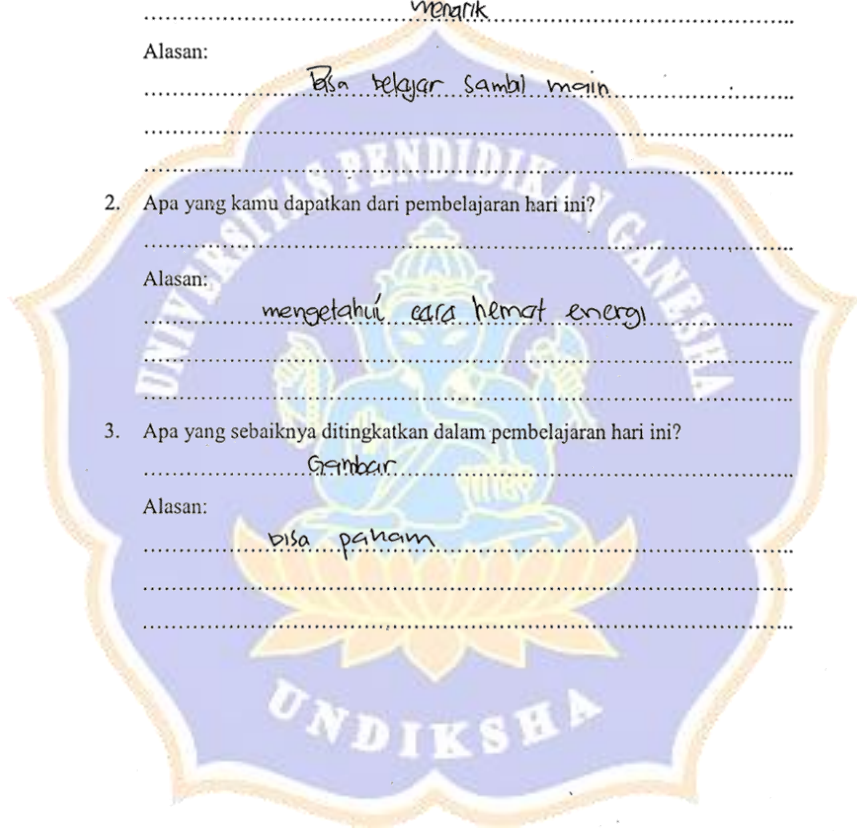 menarik
Alasan:
Bisa belajar sambil main
2. Apa yang kamu dapatkan dari pembelajaran hari ini?
Alasan:
mengetahui cara hemat energi
3. Apa yang sebaiknya ditingkatkan dalam pembelajaran hari ini?
Gambar
Alasan:
bisa paham
UNIVERSITAS PENDIDIKAN GANESHA
UNDIKSHA